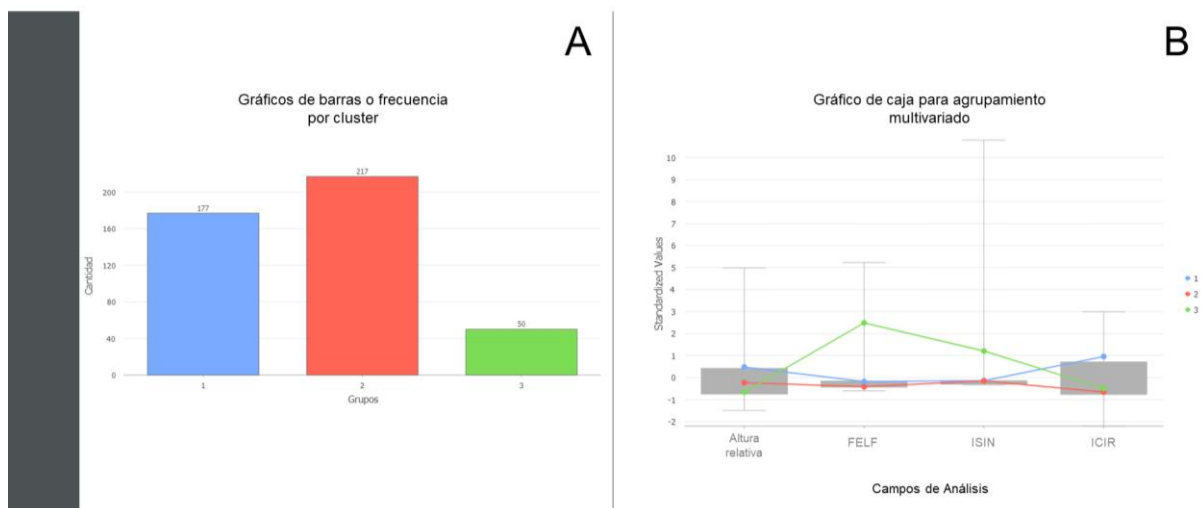 A
Gráficos de barras o frecuencia
por cluster
217
200
177
160
120
80
50
40
0
Cantidad
1
2
3
Grupos
B
Gráfico de caja para agrupamiento
multivariado
10
9
8
7
6
5
4
3
2
1
0
-1
-2
Standardized Values
1
2
3
Altura
relativa
FELF
ISIN
ICIR
Campos de Análisis